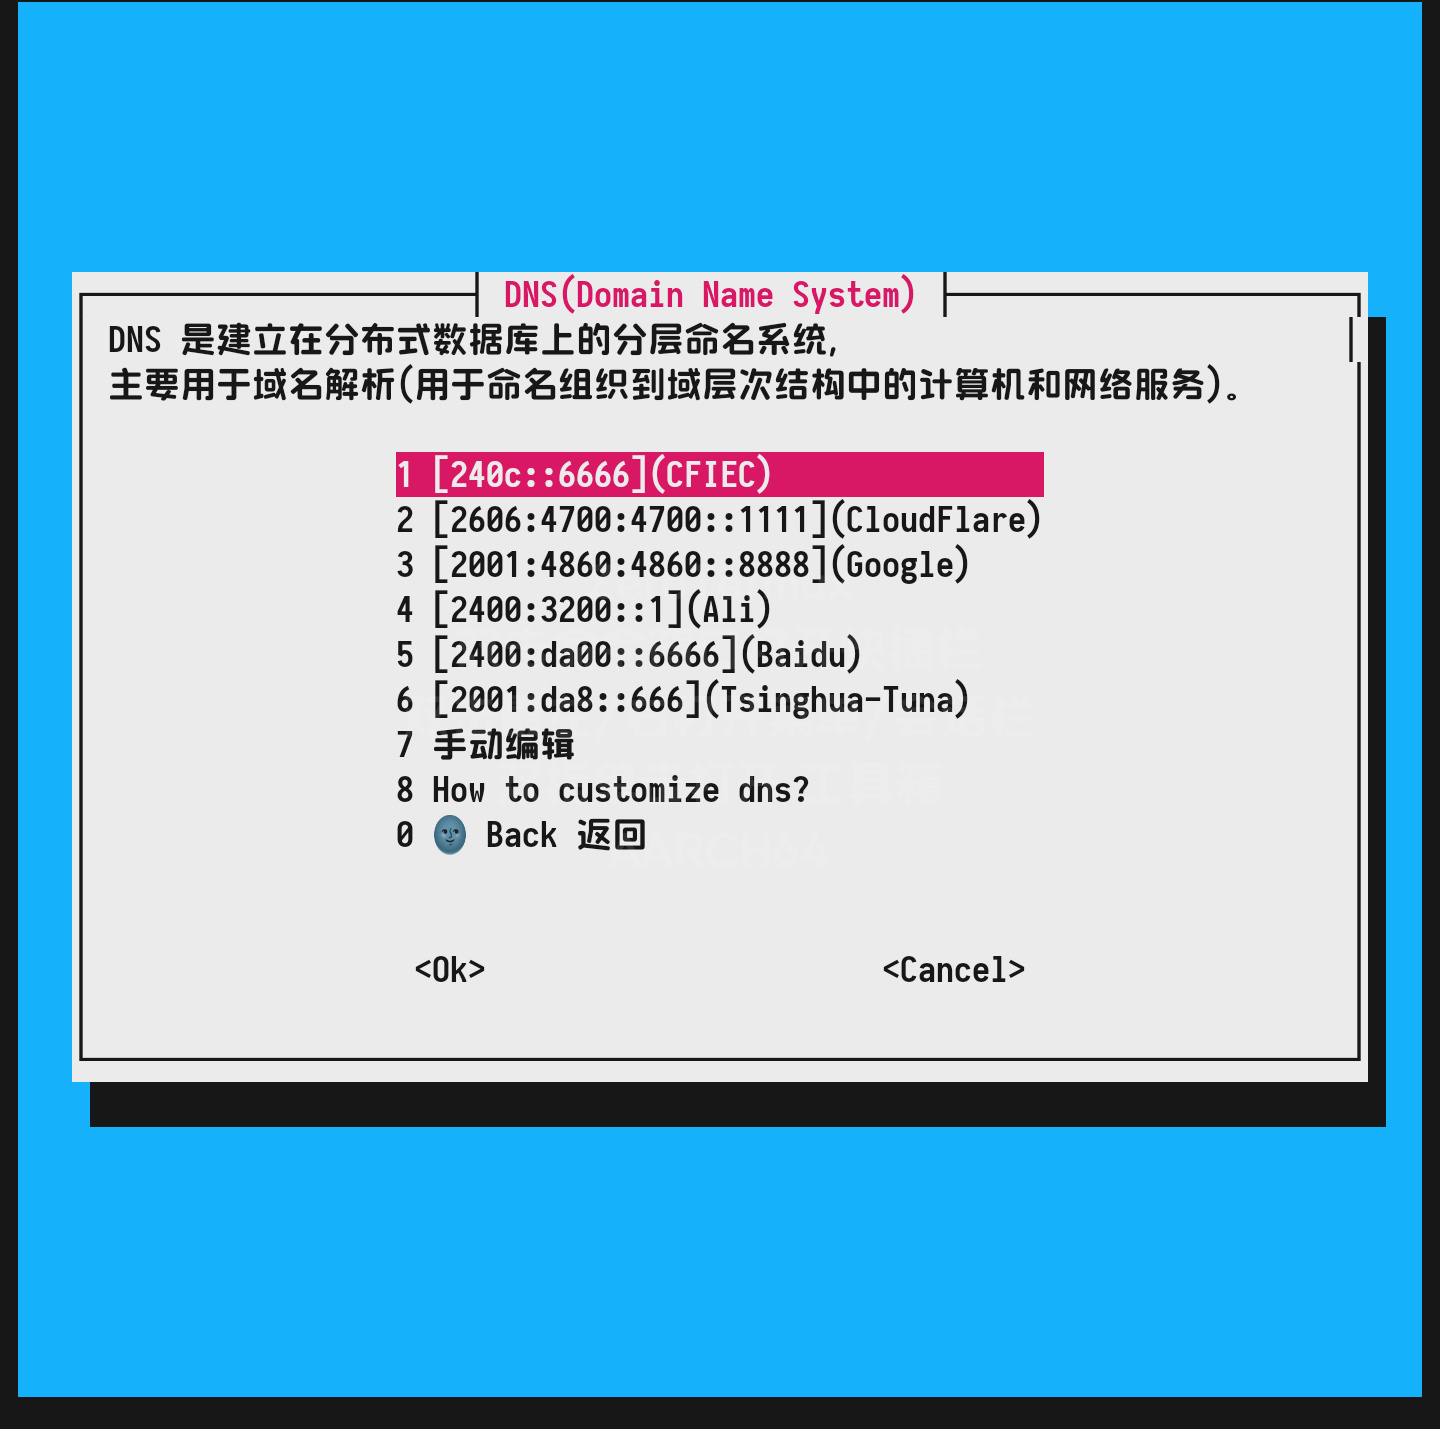 DNS(Domain Name System)
DNS 是建立在分布式数据库上的分层命名系统,
主要用于域名解析(用于命名组织到域层次结构中的计算机和网络服务)。
1 [240c::6666](CFIEC)
2 [2606:4700:4700::1111](CloudFlare)
3 [2001:4860:4860::8888](Google)
4 [2400:3200::1](Ali)
5 [2400:da00::6666](Baidu)
6 [2001:da8::666](Tsinghua-Tuna)
7 手动编辑
8 How to customize dns?
0 🌚 Back 返回
AARCH64
<Ok> <Cancel>